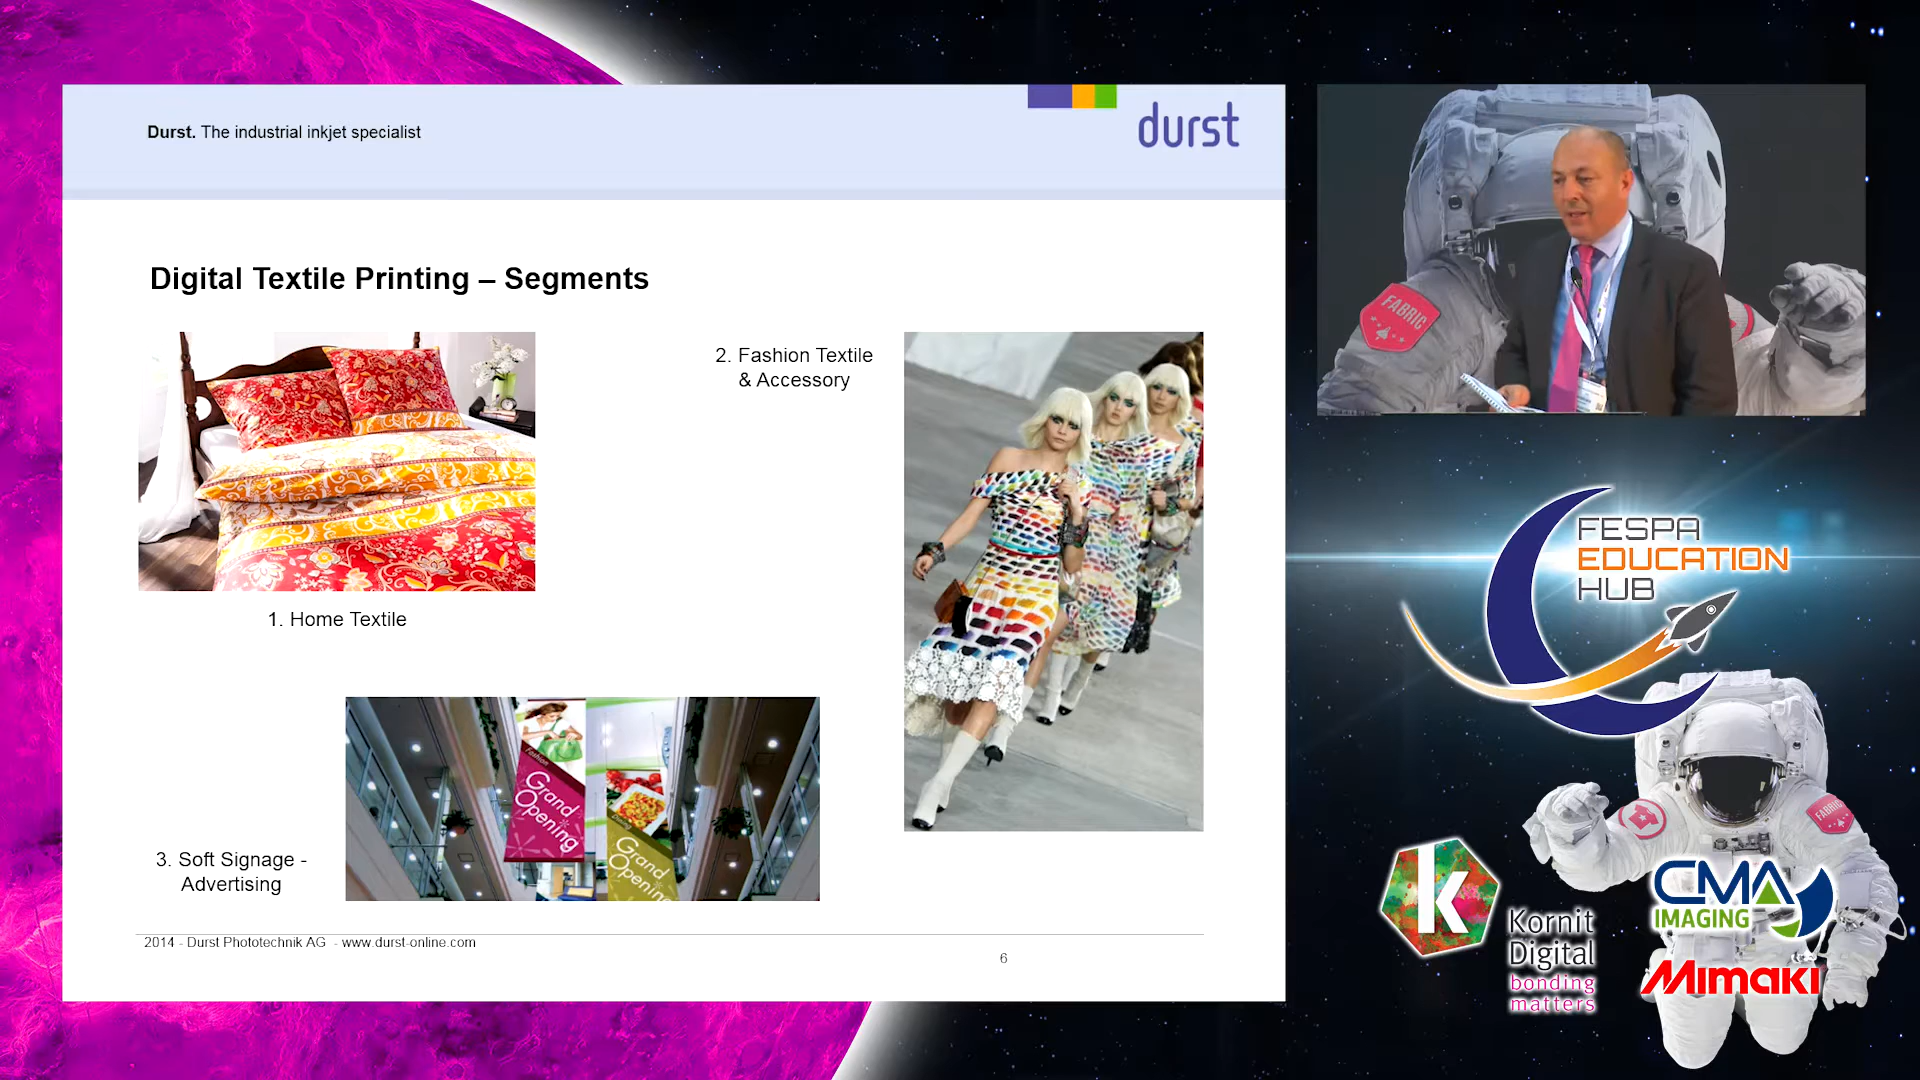 Durst. The industrial inkjet specialist
durst
Digital Textile Printing – Segments
2. Fashion Textile
& Accessory
1. Home Textile
Fashion
Grand
Opening
Grand
Opening
3. Soft Signage -
Advertising
2014 - Durst Phototechnik AG - www.durst-online.com
6
FABRIC
FESPA
EDUCATION
HUB
FABRIC
k
Kornit
Digital
bonding
matters
CMA
IMAGING
Mimaki